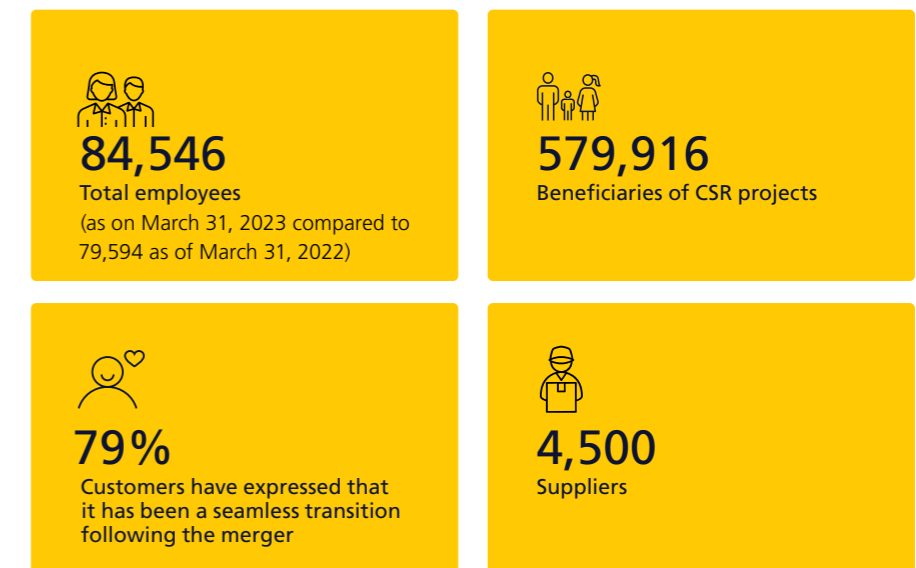 84,546
Total employees
(as on March 31, 2023 compared to
79,594 as of March 31, 2022)
579,916
Beneficiaries of CSR projects
79%
Customers have expressed that
it has been a seamless transition
following the merger
4,500
Suppliers